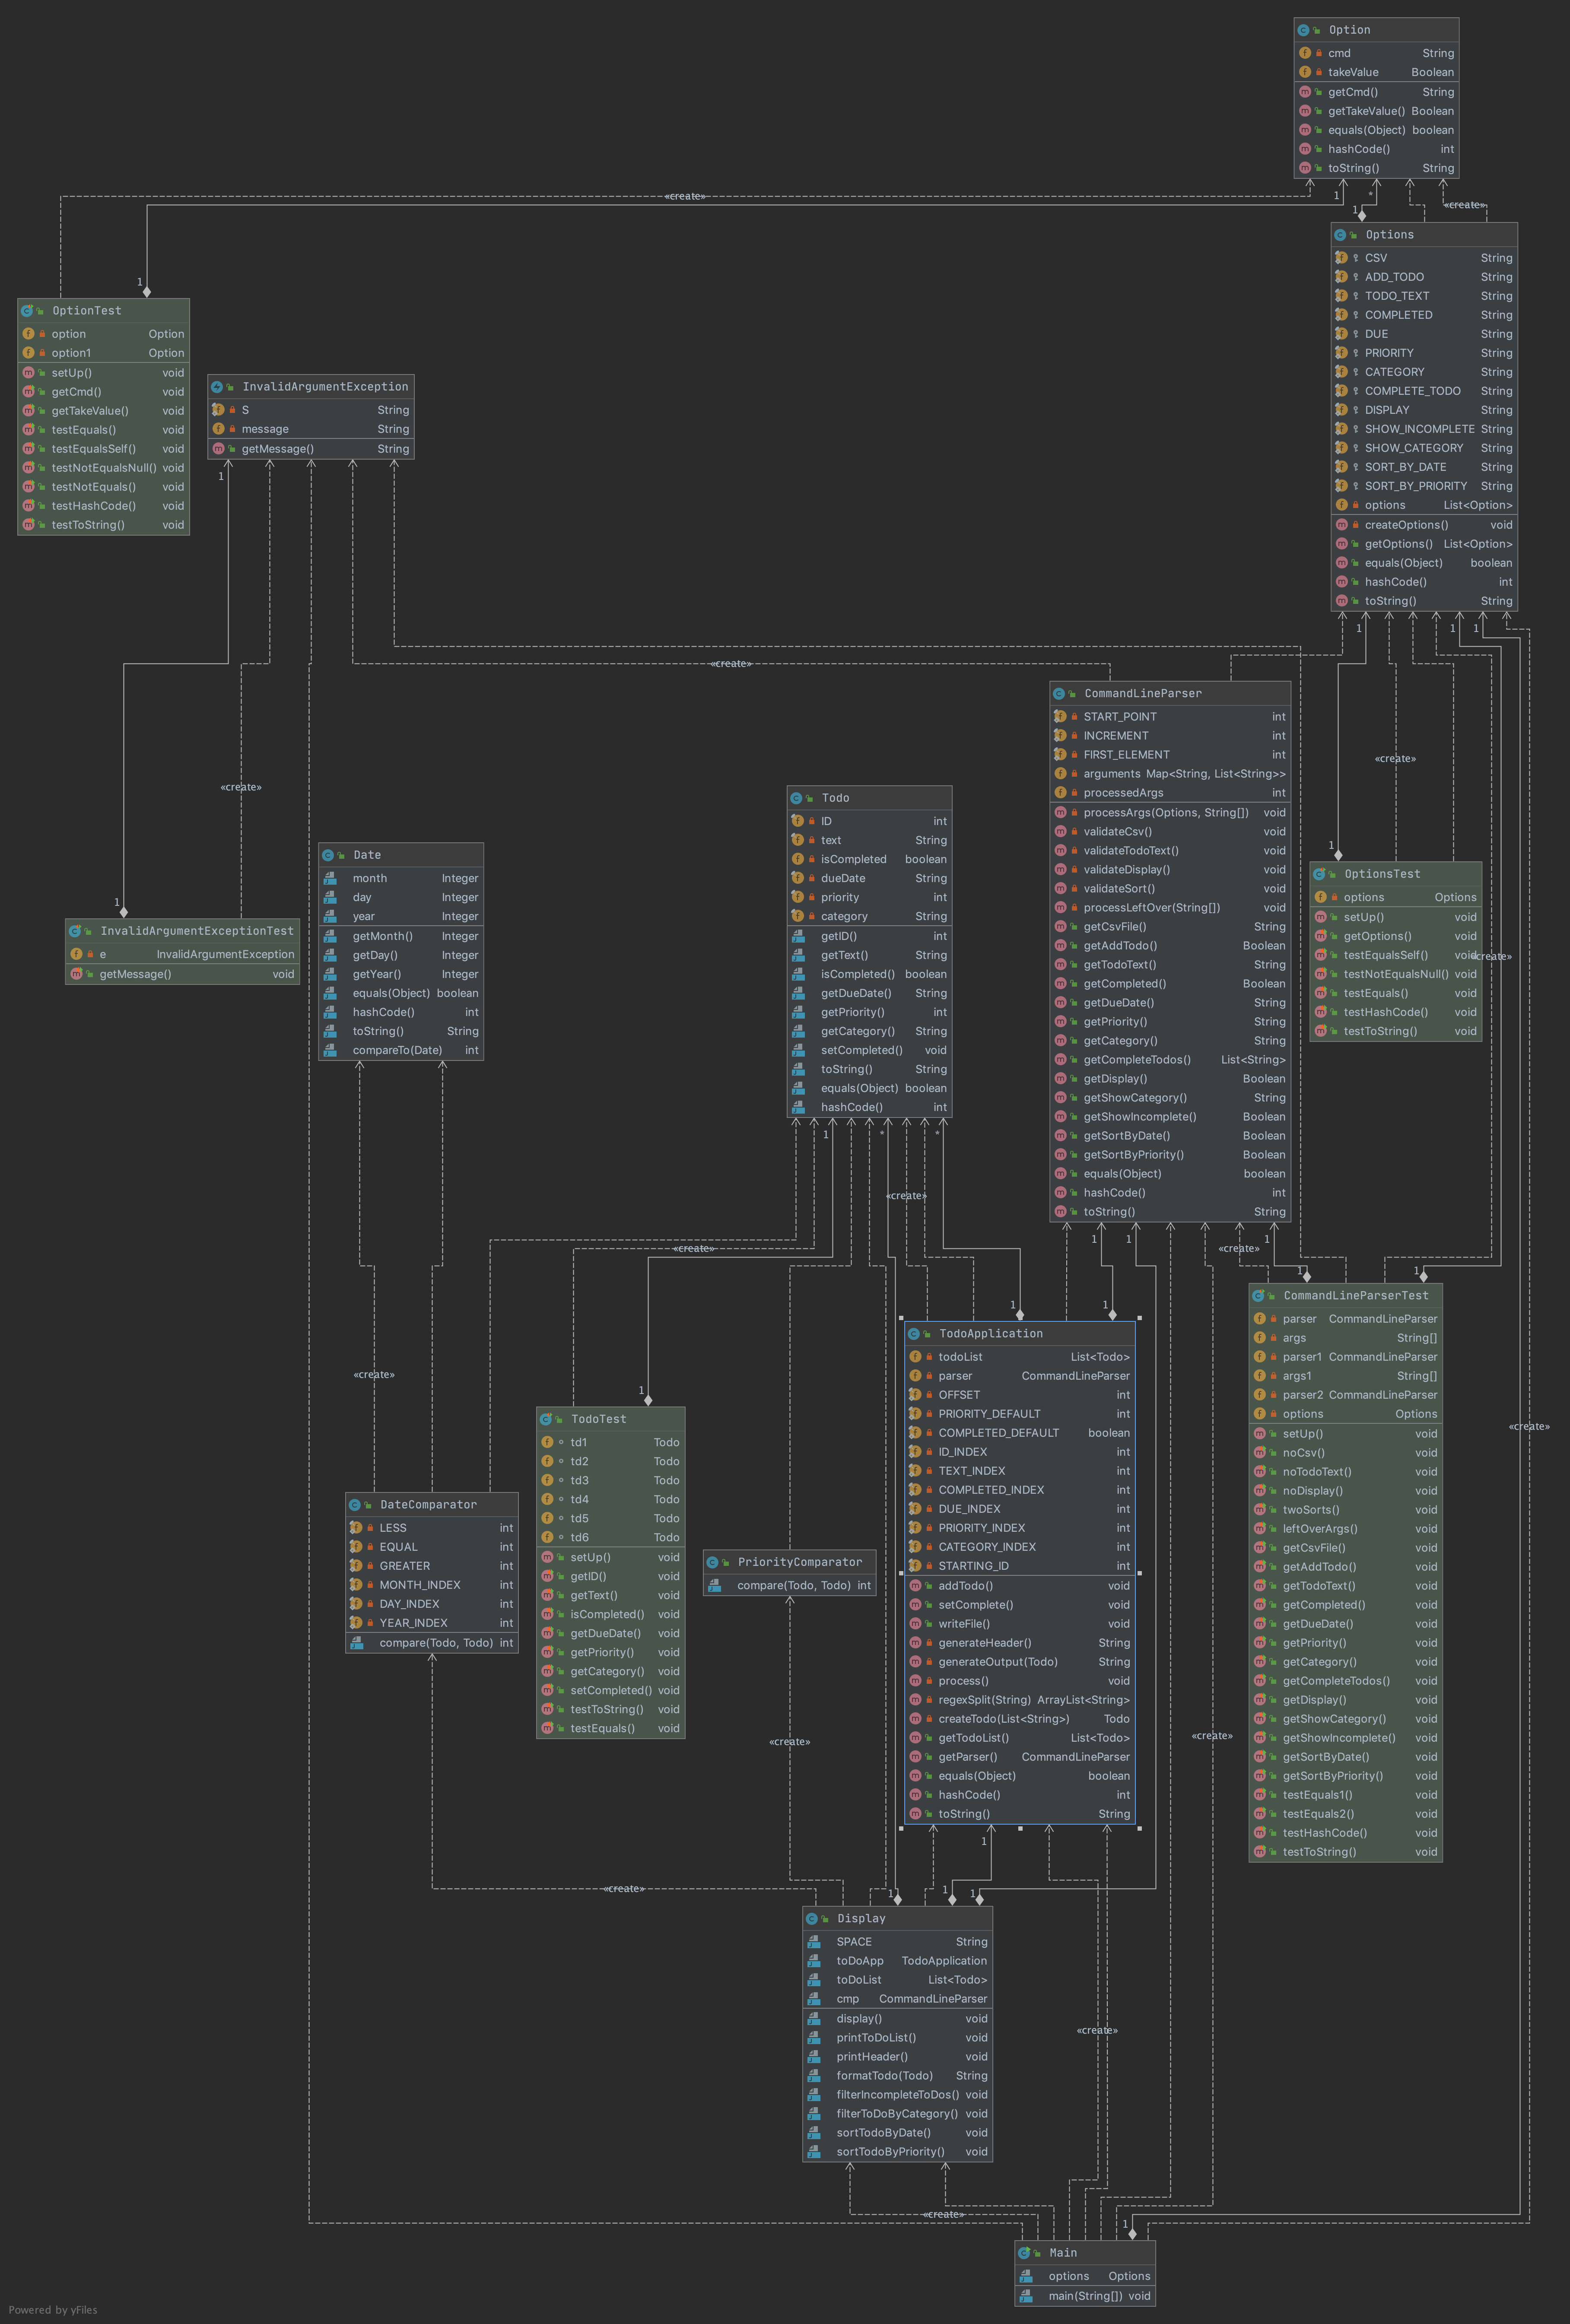 Option
cmd String
takeValue Boolean
getCmd() String
getTakeValue() Boolean
equals(Object) boolean
hashCode() int
toString() String
«create»
1
*
1
«create»
Options
CSV String
ADD_TODO String
TODO_TEXT String
COMPLETED String
DUE String
PRIORITY String
CATEGORY String
COMPLETE_TODO String
DISPLAY String
SHOW_INCOMPLETE String
SHOW_CATEGORY String
SORT_BY_DATE String
SORT_BY_PRIORITY String
options List<Option>
createOptions() void
getOptions() List<Option>
equals(Object) boolean
hashCode() int
toString() String
1
OptionTest
option Option
option1 Option
setUp() void
getCmd() void
getTakeValue() void
testEquals() void
testEqualsSelf() void
testNotEqualsNull() void
testNotEquals() void
testHashCode() void
testToString() void
InvalidArgumentException
S String
message String
getMessage() String
1
1
1
1
«create»
CommandLineParser
START_POINT int
INCREMENT int
FIRST_ELEMENT int
arguments Map<String, List<String>>
processedArgs int
processArgs(Options, String[]) void
validateCsv() void
validateTodoText() void
validateDisplay() void
validateSort() void
processLeftOver(String[]) void
getCsvFile() String
getAddTodo() Boolean
getTodoText() String
getCompleted() Boolean
getDueDate() String
getPriority() String
getCategory() String
getCompleteTodos() List<String>
getDisplay() Boolean
getShowCategory() String
getShowIncomplete() Boolean
getSortByDate() Boolean
getSortByPriority() Boolean
equals(Object) boolean
hashCode() int
toString() String
«create»
«create»
Todo
ID int
text String
isCompleted boolean
dueDate String
priority int
category String
getID() int
getText() String
isCompleted() boolean
getDueDate() String
getPriority() int
getCategory() String
setCompleted() void
toString() String
equals(Object) boolean
hashCode() int
Date
month Integer
day Integer
year Integer
getMonth() Integer
getDay() Integer
getYear() Integer
equals(Object) boolean
hashCode() int
toString() String
compareTo(Date) int
1
OptionsTest
options Options
setUp() void
getOptions() void
testEqualsSelf() void
testNotEqualsNull() void
testEquals() void
testHashCode() void
testToString() void
«create»
1
InvalidArgumentExceptionTest
e InvalidArgumentException
getMessage() void
1
*
*
«create»
«create»
1
1
«create»
1
1
1
CommandLineParserTest
parser CommandLineParser
args String[]
parser1 CommandLineParser
args1 String[]
parser2 CommandLineParser
options Options
setUp() void
noCsv() void
noTodoText() void
noDisplay() void
twoSorts() void
leftOverArgs() void
getCsvFile() void
getAddTodo() void
getTodoText() void
getCompleted() void
getDueDate() void
getPriority() void
getCategory() void
getCompleteTodos() void
getDisplay() void
getShowCategory() void
getShowIncomplete() void
getSortByDate() void
getSortByPriority() void
testEquals1() void
testEquals2() void
testHashCode() void
testToString() void
1
1
TodoApplication
todoList List<Todo>
parser CommandLineParser
OFFSET int
PRIORITY_DEFAULT int
COMPLETED_DEFAULT boolean
ID_INDEX int
TEXT_INDEX int
COMPLETED_INDEX int
DUE_INDEX int
PRIORITY_INDEX int
CATEGORY_INDEX int
STARTING_ID int
addTodo() void
setComplete() void
writeFile() void
generateHeader() String
generateOutput(Todo) String
process() void
regexSplit(String) ArrayList<String>
createTodo(List<String>) Todo
getTodoList() List<Todo>
getParser() CommandLineParser
equals(Object) boolean
hashCode() int
toString() String
«create»
1
TodoTest
td1 Todo
td2 Todo
td3 Todo
td4 Todo
td5 Todo
td6 Todo
setUp() void
getID() void
getText() void
isCompleted() void
getDueDate() void
getPriority() void
getCategory() void
setCompleted() void
testToString() void
testEquals() void
«create»
DateComparator
LESS int
EQUAL int
GREATER int
MONTH_INDEX int
DAY_INDEX int
YEAR_INDEX int
compare(Todo, Todo) int
PriorityComparator
compare(Todo, Todo) int
«create»
«create»
1
«create»
1
1
1
Display
SPACE String
toDoApp TodoApplication
toDoList List<Todo>
cmp CommandLineParser
display() void
printToDoList() void
printHeader() void
formatTodo(Todo) String
filterIncompleteToDos() void
filterToDoByCategory() void
sortTodoByDate() void
sortTodoByPriority() void
«create»
«create»
1
Main
options Options
main(String[]) void
Powered by yFiles